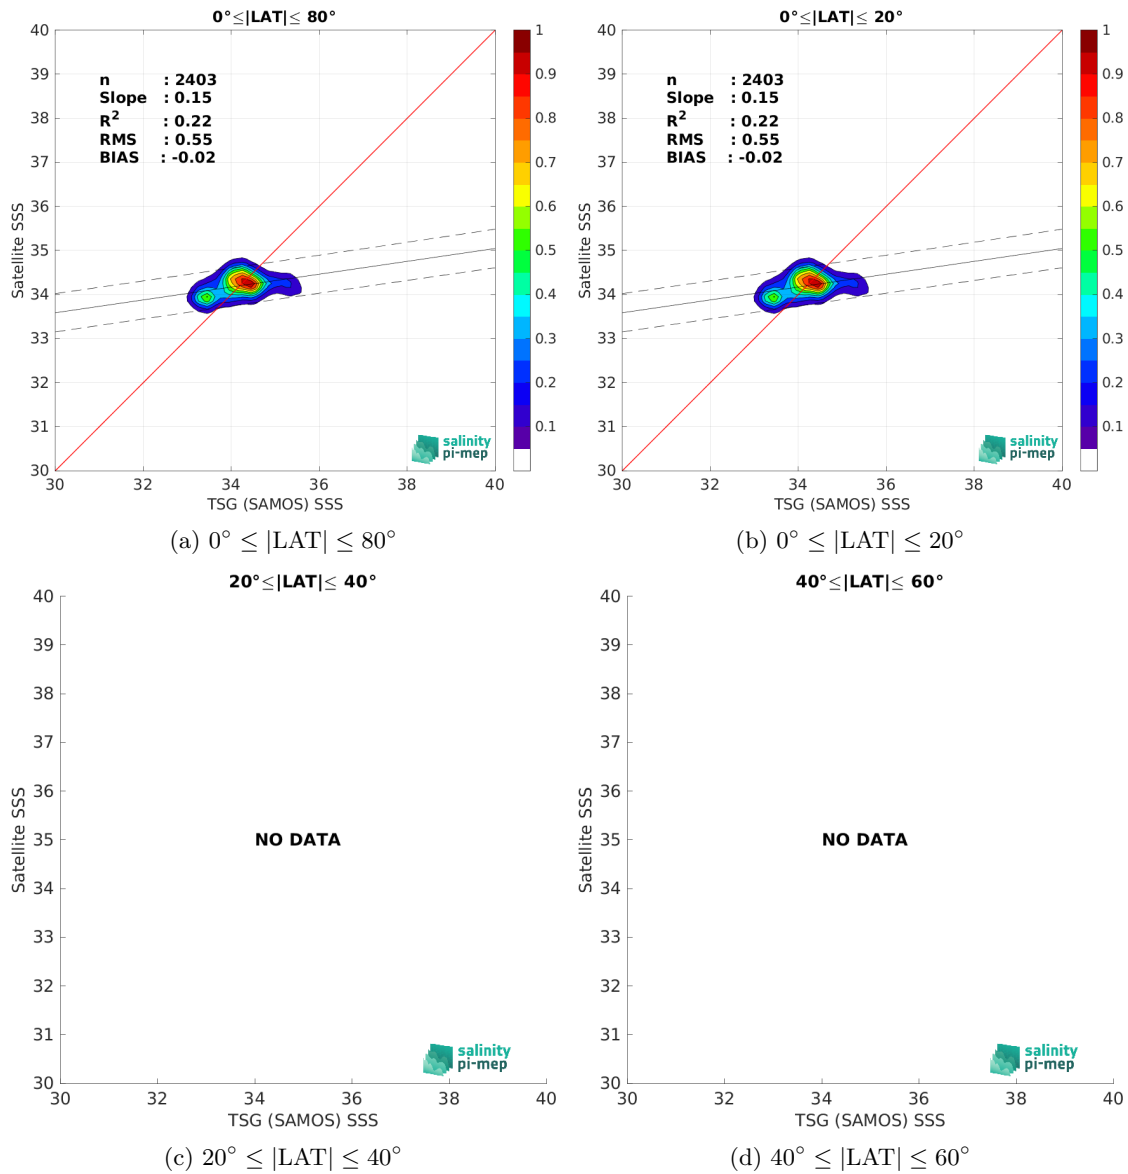 0°≤|LAT|≤ 80°
40
39
38
37
36
35
34
33
32
31
30
Satellite SSS
n : 2403
Slope : 0.15
R² : 0.22
RMS : 0.55
BIAS : -0.02
salinity
pi-mep
30 32 34 36 38 40
TSG (SAMOS) SSS
1
0.9
0.8
0.7
0.6
0.5
0.4
0.3
0.2
0.1
(a) 0° ≤ |LAT| ≤ 80°
0°≤|LAT|≤ 20°
40
39
38
37
36
35
34
33
32
31
30
Satellite SSS
n : 2403
Slope : 0.15
R² : 0.22
RMS : 0.55
BIAS : -0.02
salinity
pi-mep
30 32 34 36 38 40
TSG (SAMOS) SSS
1
0.9
0.8
0.7
0.6
0.5
0.4
0.3
0.2
0.1
(b) 0° ≤ |LAT| ≤ 20°
20°≤|LAT|≤ 40°
40
39
38
37
36
35
34
33
32
31
30
Satellite SSS
NO DATA
salinity
pi-mep
30 32 34 36 38 40
TSG (SAMOS) SSS
(c) 20° ≤ |LAT| ≤ 40°
40°≤|LAT|≤ 60°
40
39
38
37
36
35
34
33
32
31
30
Satellite SSS
NO DATA
salinity
pi-mep
30 32 34 36 38 40
TSG (SAMOS) SSS
(d) 40° ≤ |LAT| ≤ 60°